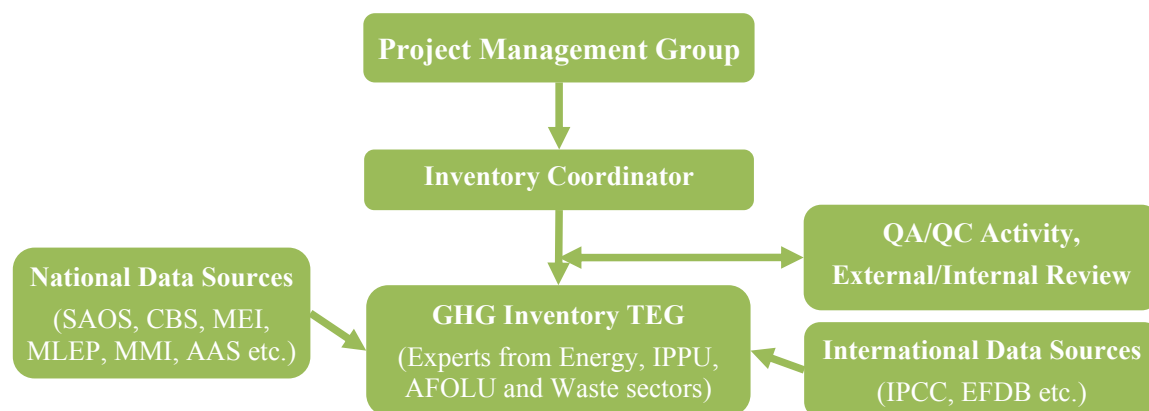 Project Management Group
Inventory Coordinator
QA/QC Activity,
External/Internal Review
National Data Sources
(SAOS, CBS, MEI,
MLEP, MMI, AAS etc.)
GHG Inventory TEG
(Experts from Energy, IPPU,
AFOLU and Waste sectors)
International Data Sources
(IPCC, EFDB etc.)